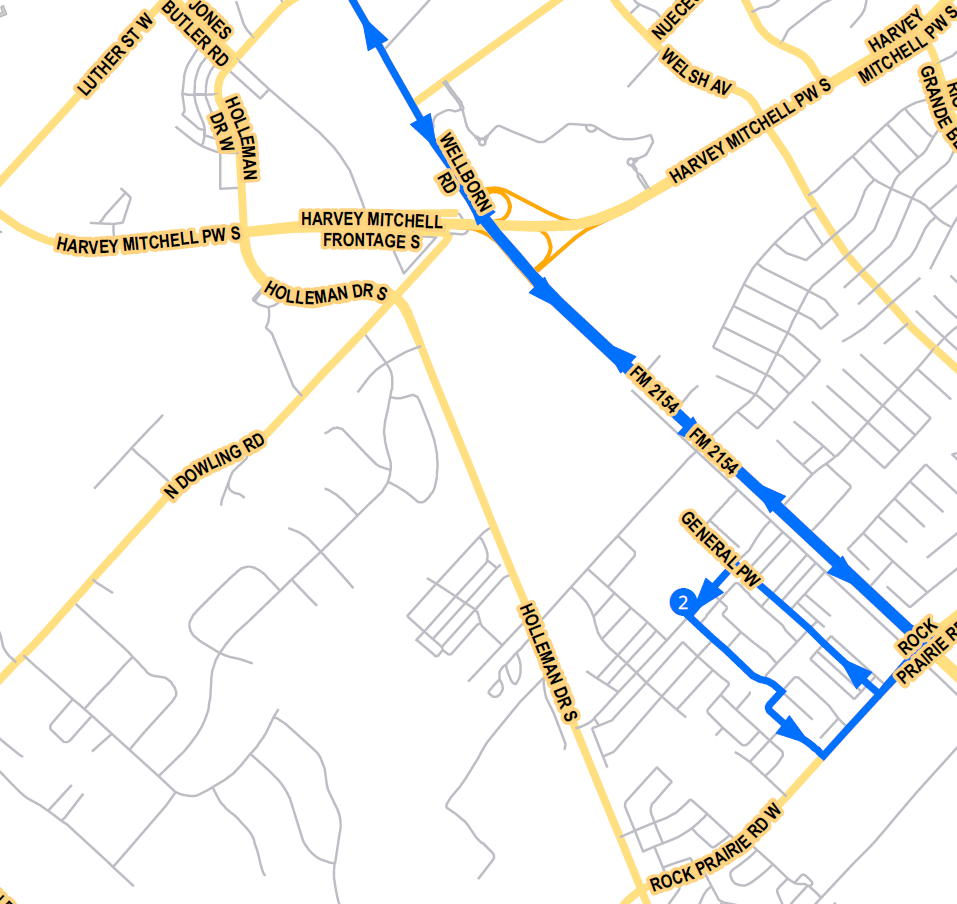 JONES
BUTLER RD
LUTHER ST W
NUECES
HARVEY
MITCHELL PW S
WELSH AV
GRANDE BL
HARVEY MITCHELL PW S
HOLLEMAN
DR W
WELLBORN
RD
HARVEY MITCHELL
FRONTAGE S
HARVEY MITCHELL PW S
HOLLEMAN DR S
FM 2154
FM 2154
N DOWLING RD
GENERAL PW
2
HOLLEMAN DR S
ROCK
PRAIRIE RD
ROCK PRAIRIE RD W